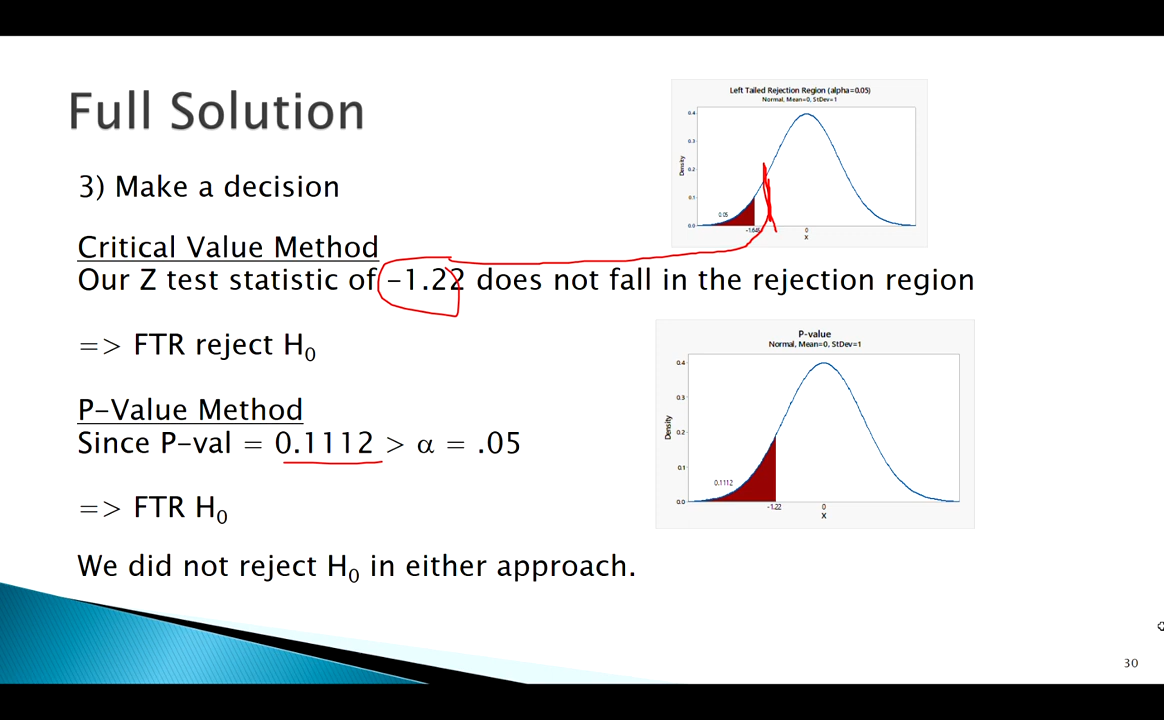 Full Solution
3) Make a decision
Critical Value Method
Our Z test statistic of -1.22 does not fall in the rejection region
=> FTR reject H₀
P-Value Method
Since P-val = 0.1112 > α = .05
=> FTR H₀
We did not reject H₀ in either approach.
Left Tailed Rejection Region (alpha=0.05)
Normal, Mean=0, StDev=1
Density
0.4
0.3
0.2
0.1
0.0
0.05
0
X
P-value
Normal, Mean=0, StDev=1
Density
0.4
0.3
0.2
0.1
0.0
0.1112
-1.22
0
X
30